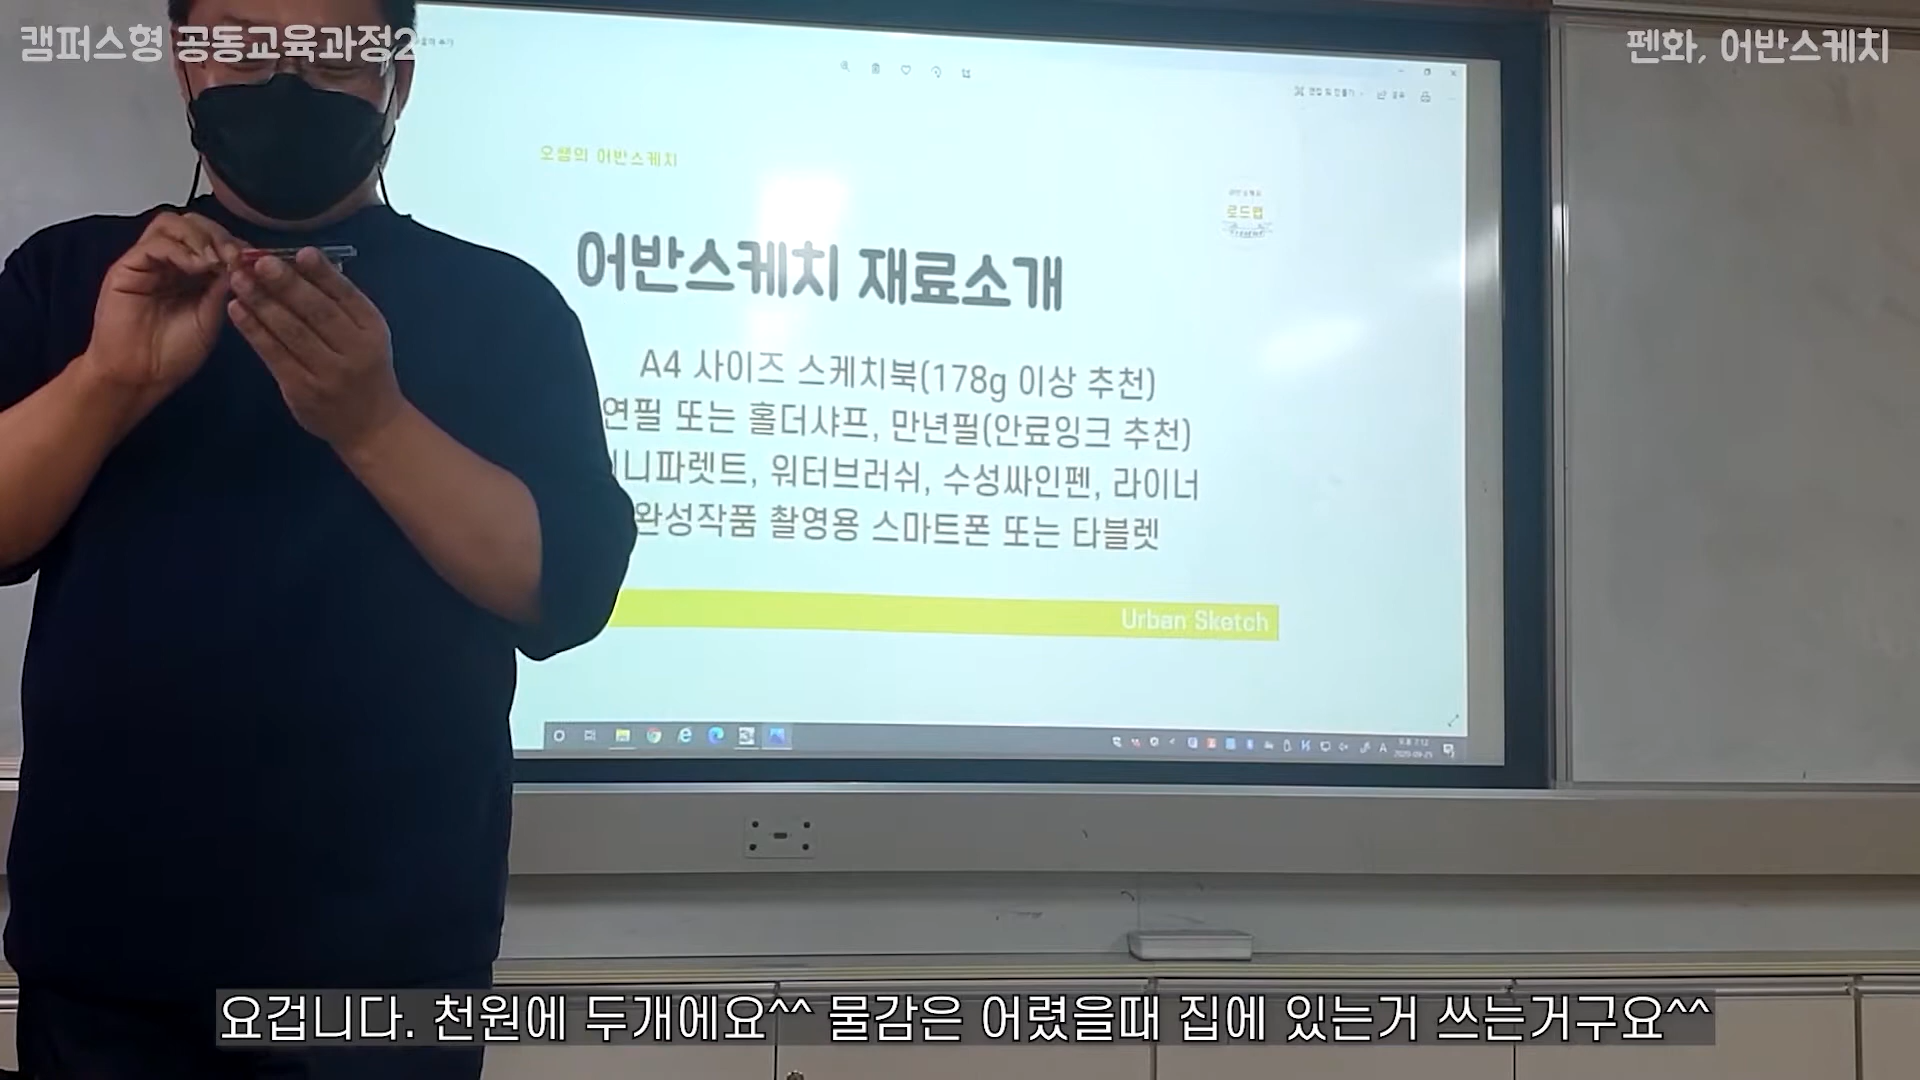 캠퍼스형 공동교육과정2
펜화, 어반스케치
오쌤의 어반스케치
로드맵
어반스케치 재료소개
A4 사이즈 스케치북(178g 이상 추천)
연필 또는 홀더샤프, 만년필(안료잉크 추천)
니파렛트, 워터브러쉬, 수성싸인펜, 라이너
완성작품 촬영용 스마트폰 또는 타블렛
Urban Sketch
2020-09-25
요겁니다. 천원에 두개에요^^ 물감은 어렸을때 집에 있는거 쓰는거구요^^